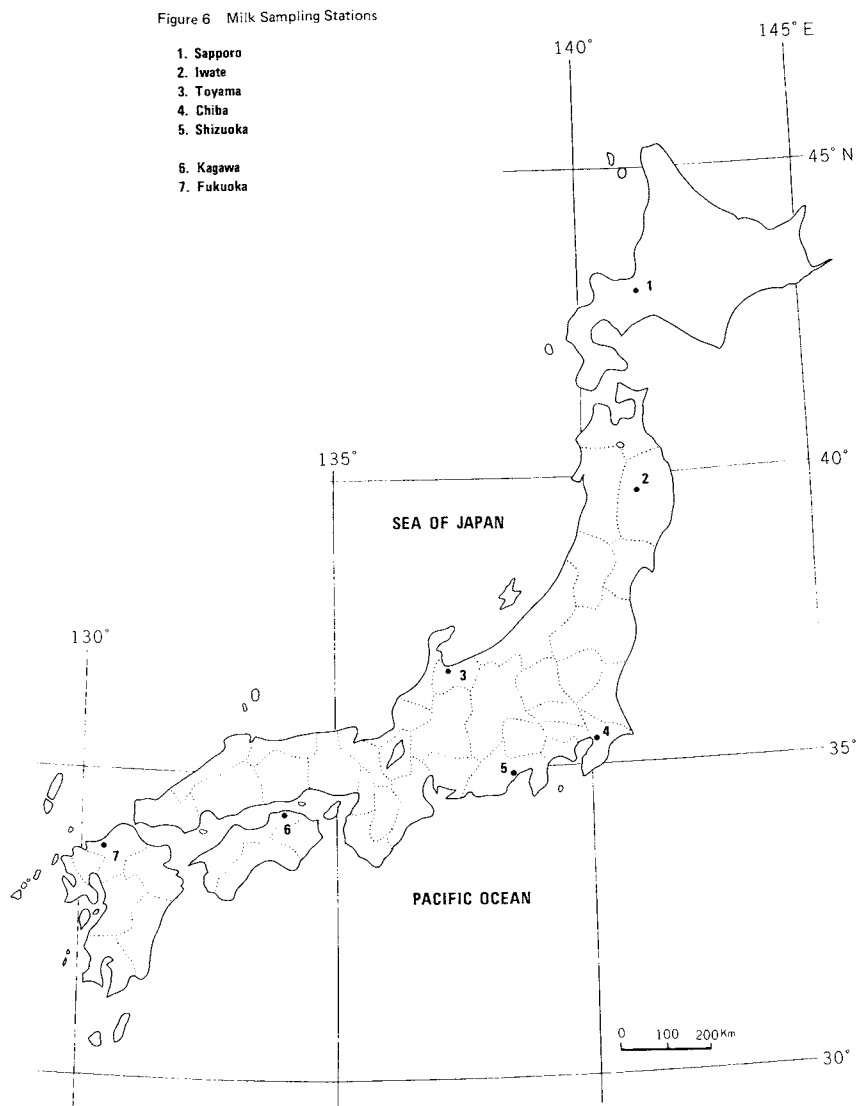 Figure 6 Milk Sampling Stations
1. Sapporo
2. Iwate
3. Toyama
4. Chiba
5. Shizuoka
6. Kagawa
7. Fukuoka
140°
145°E
45° N
1
135°
40°
2
SEA OF JAPAN
130°
3
4
35°
5
6
7
PACIFIC OCEAN
0 100 200Km
30°